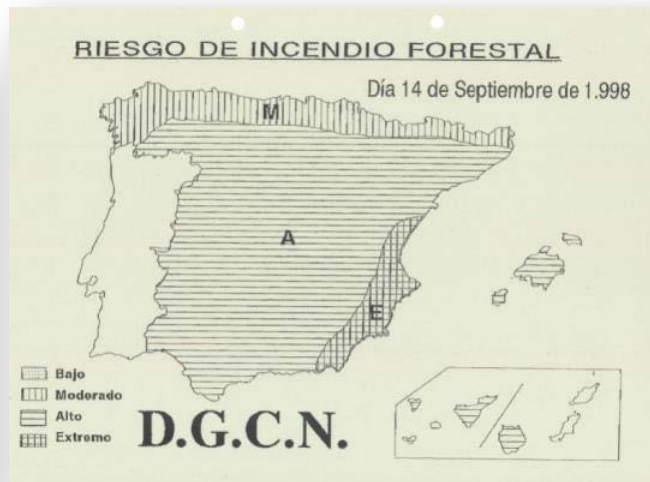 RIESGO DE INCENDIO FORESTAL
Día 14 de Septiembre de 1.998
M
A
E
Bajo
Moderado
Alto
Extremo
D.G.C.N.